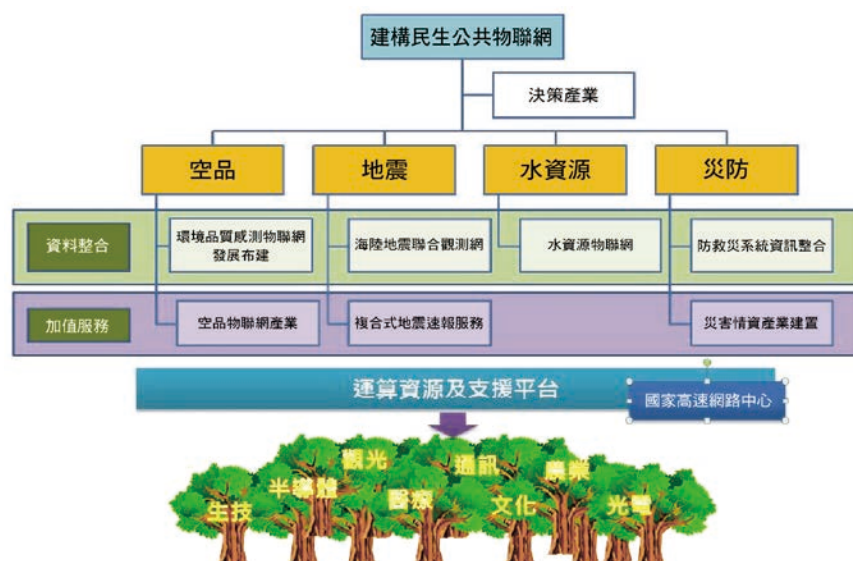 建構民生公共物聯網
決策產業
空品
地震
水資源
災防
資料整合
環境品質感測物聯網
發展布建
海陸地震聯合觀測網
水資源物聯網
防救災系統資訊整合
加值服務
空品物聯網產業
複合式地震速報服務
災害情資產業建置
運算資源及支援平台
國家高速網路中心
觀光
通訊
農業
半導體
醫療
文化
光電
生技